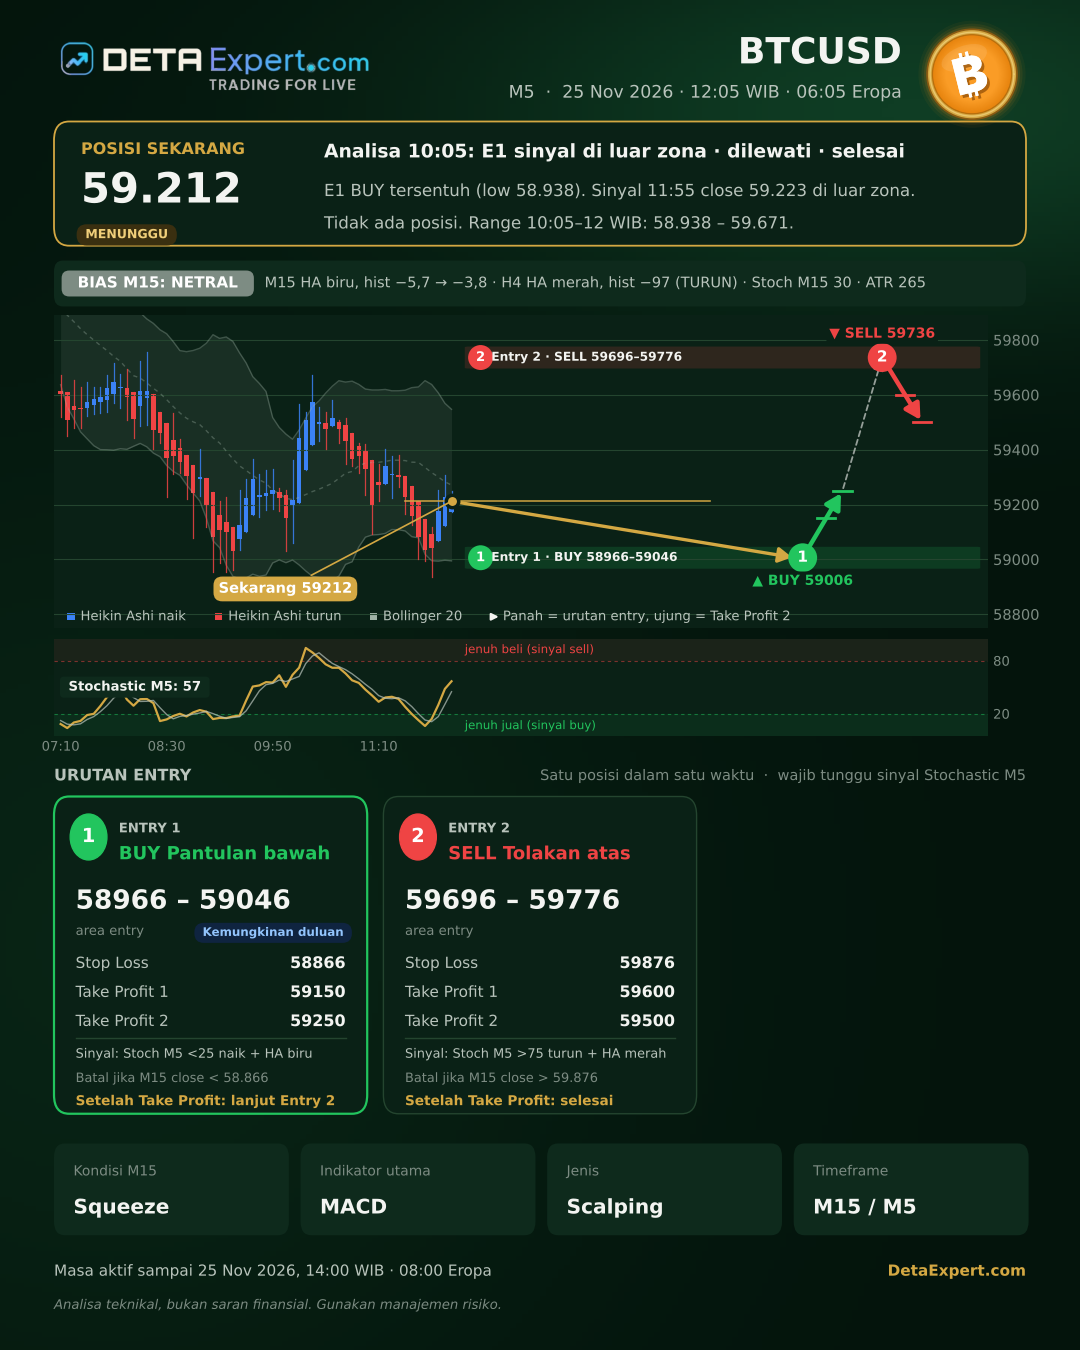 DETA Expert.com
TRADING FOR LIVE
BTCUSD
M5 · 25 Nov 2026 · 12:05 WIB · 06:05 Eropa
POSISI SEKARANG
59.212
MENUNGGU
Analisa 10:05: E1 sinyal di luar zona · dilewati · selesai
E1 BUY tersentuh (low 58.938). Sinyal 11:55 close 59.223 di luar zona.
Tidak ada posisi. Range 10:05–12 WIB: 58.938 – 59.671.
BIAS M15: NETRAL
M15 HA biru, hist −5,7 → −3,8 · H4 HA merah, hist −97 (TURUN) · Stoch M15 30 · ATR 265
▼ SELL 59736
59800
2 Entry 2 · SELL 59696–59776
2
59600
59400
59200
59000
1 Entry 1 · BUY 58966–59046
1
▲ BUY 59006
Sekarang 59212
58800
Heikin Ashi naik
Heikin Ashi turun
Bollinger 20
Panah = urutan entry, ujung = Take Profit 2
jenuh beli (sinyal sell)
80
Stochastic M5: 57
20
jenuh jual (sinyal buy)
07:10 08:30 09:50 11:10
URUTAN ENTRY
Satu posisi dalam satu waktu · wajib tunggu sinyal Stochastic M5
1
ENTRY 1
BUY Pantulan bawah
58966 – 59046
area entry
Kemungkinan duluan
Stop Loss 58866
Take Profit 1 59150
Take Profit 2 59250
Sinyal: Stoch M5 <25 naik + HA biru
Batal jika M15 close < 58.866
Setelah Take Profit: lanjut Entry 2
2
ENTRY 2
SELL Tolakan atas
59696 – 59776
area entry
Stop Loss 59876
Take Profit 1 59600
Take Profit 2 59500
Sinyal: Stoch M5 >75 turun + HA merah
Batal jika M15 close > 59.876
Setelah Take Profit: selesai
Kondisi M15
Squeeze
Indikator utama
MACD
Jenis
Scalping
Timeframe
M15 / M5
Masa aktif sampai 25 Nov 2026, 14:00 WIB · 08:00 Eropa
DetaExpert.com
Analisa teknikal, bukan saran finansial. Gunakan manajemen risiko.